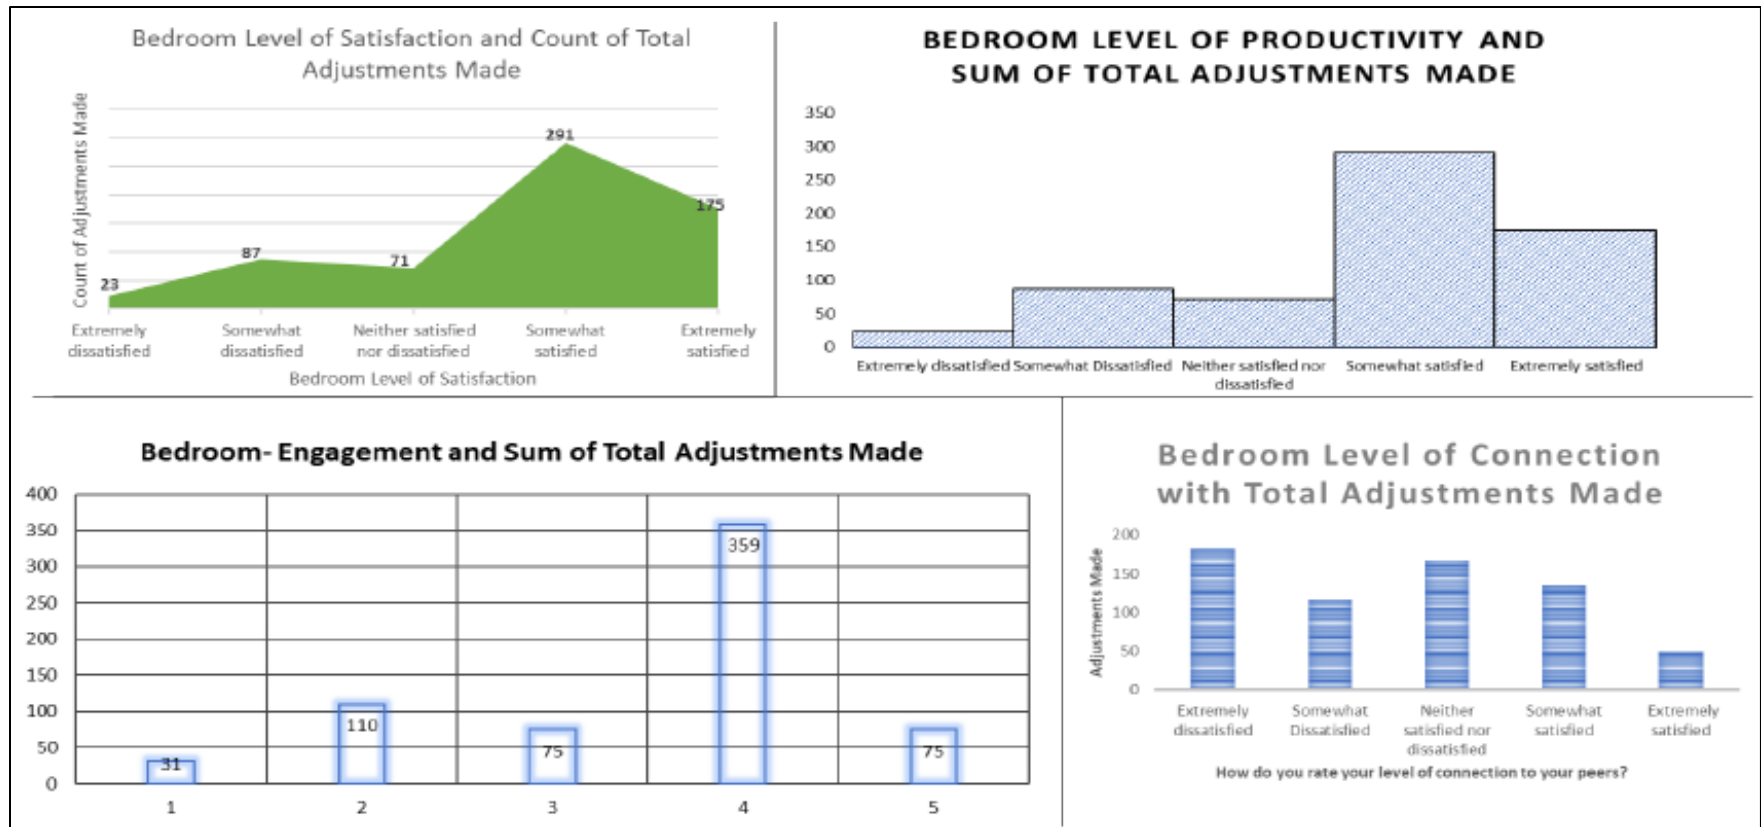 Bedroom Level of Satisfaction and Count of Total
Adjustments Made
Count of Adjustments Made
23
87
71
291
175
Extremely dissatisfied
Somewhat dissatisfied
Neither satisfied nor dissatisfied
Somewhat satisfied
Extremely satisfied
Bedroom Level of Satisfaction
BEDROOM LEVEL OF PRODUCTIVITY AND
SUM OF TOTAL ADJUSTMENTS MADE
350
300
250
200
150
100
50
0
Extremely dissatisfied
Somewhat Dissatisfied
Neither satisfied nor
dissatisfied
Somewhat satisfied
Extremely satisfied
Bedroom- Engagement and Sum of Total Adjustments Made
400
350
300
250
200
150
100
50
0
31
110
75
359
75
1
2
3
4
5
Bedroom Level of Connection
with Total Adjustments Made
Adjustments Made
200
150
100
50
0
Extremely
dissatisfied
Somewhat
Dissatisfied
Neither
satisfied nor
dissatisfied
Somewhat
satisfied
Extremely
satisfied
How do you rate your level of connection to your peers?